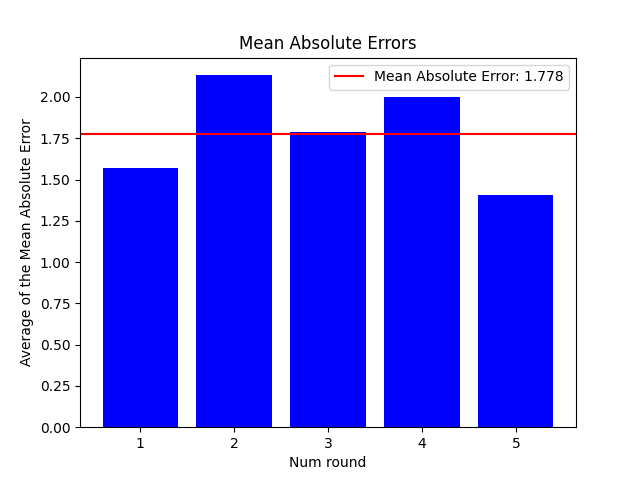 Mean Absolute Errors
Mean Absolute Error: 1.778
Average of the Mean Absolute Error
2.00
1.75
1.50
1.25
1.00
0.75
0.50
0.25
0.00
1 2 3 4 5
Num round